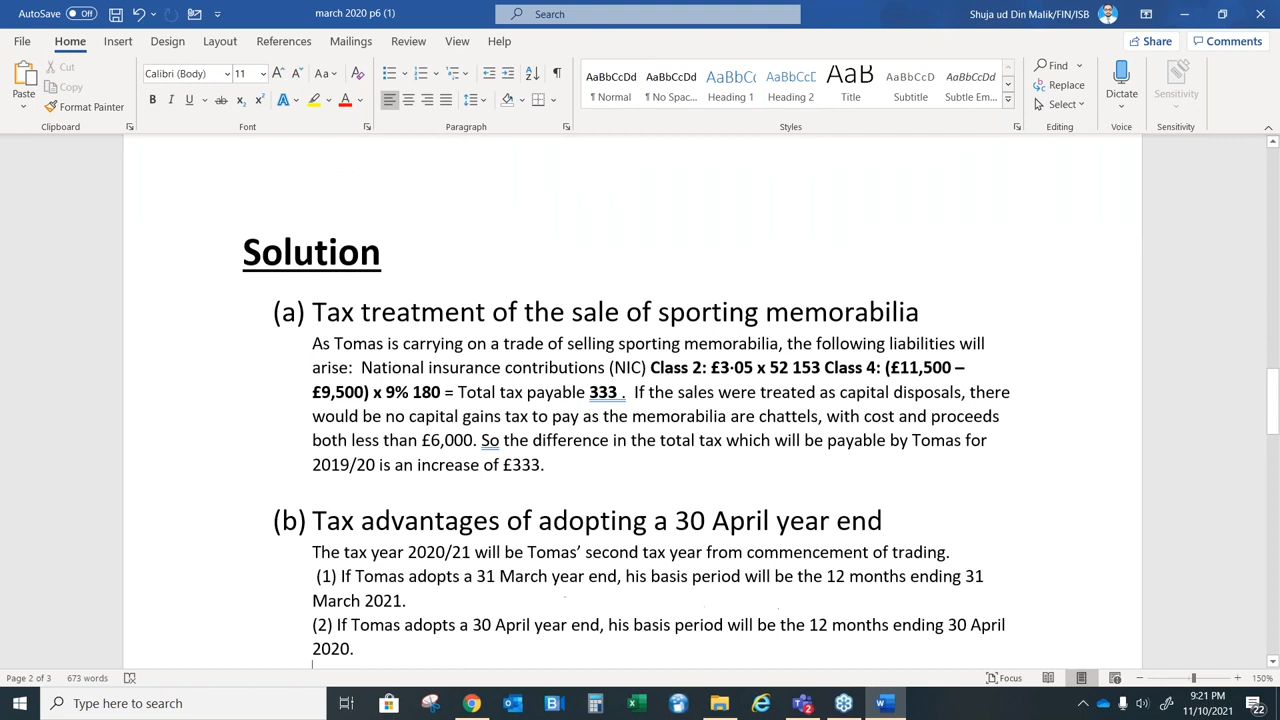 AutoSave Off march 2020 p6 (1) Search Shuja ud Din Malik/FIN/ISB
File Home Insert Design Layout References Mailings Review View Help Share Comments
Paste Cut Copy Format Painter Calibri (Body) 11 AaBbCcDd AaBbCcDd AaBbC AaBbCcC AaB AaBbCcDd AaBbCcDd Find Replace Select Dictate Sensitivity
¶ Normal ¶ No Spac... Heading 1 Heading 2 Title Subtitle Subtle Em...
Clipboard Font Paragraph Styles Editing Voice Sensitivity
Solution
(a) Tax treatment of the sale of sporting memorabilia
As Tomas is carrying on a trade of selling sporting memorabilia, the following liabilities will
arise: National insurance contributions (NIC) Class 2: £3·05 x 52 153 Class 4: (£11,500 –
£9,500) x 9% 180 = Total tax payable 333 . If the sales were treated as capital disposals, there
would be no capital gains tax to pay as the memorabilia are chattels, with cost and proceeds
both less than £6,000. So the difference in the total tax which will be payable by Tomas for
2019/20 is an increase of £333.
(b) Tax advantages of adopting a 30 April year end
The tax year 2020/21 will be Tomas’ second tax year from commencement of trading.
(1) If Tomas adopts a 31 March year end, his basis period will be the 12 months ending 31
March 2021.
(2) If Tomas adopts a 30 April year end, his basis period will be the 12 months ending 30 April
2020.
Page 2 of 3 673 words Focus 150%
Type here to search 9:21 PM
11/10/2021 22